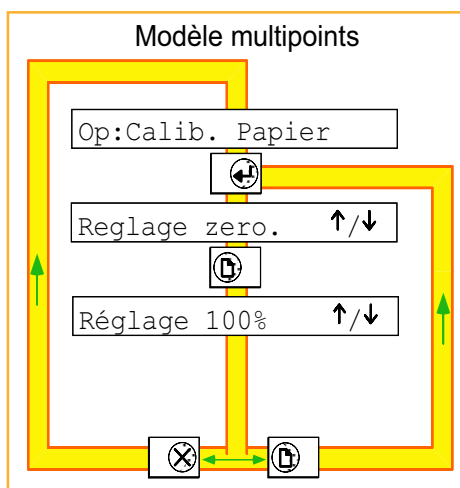 Modèle multipoints
Op:Calib. Papier
Reglage zero. ↑/↓
Réglage 100% ↑/↓